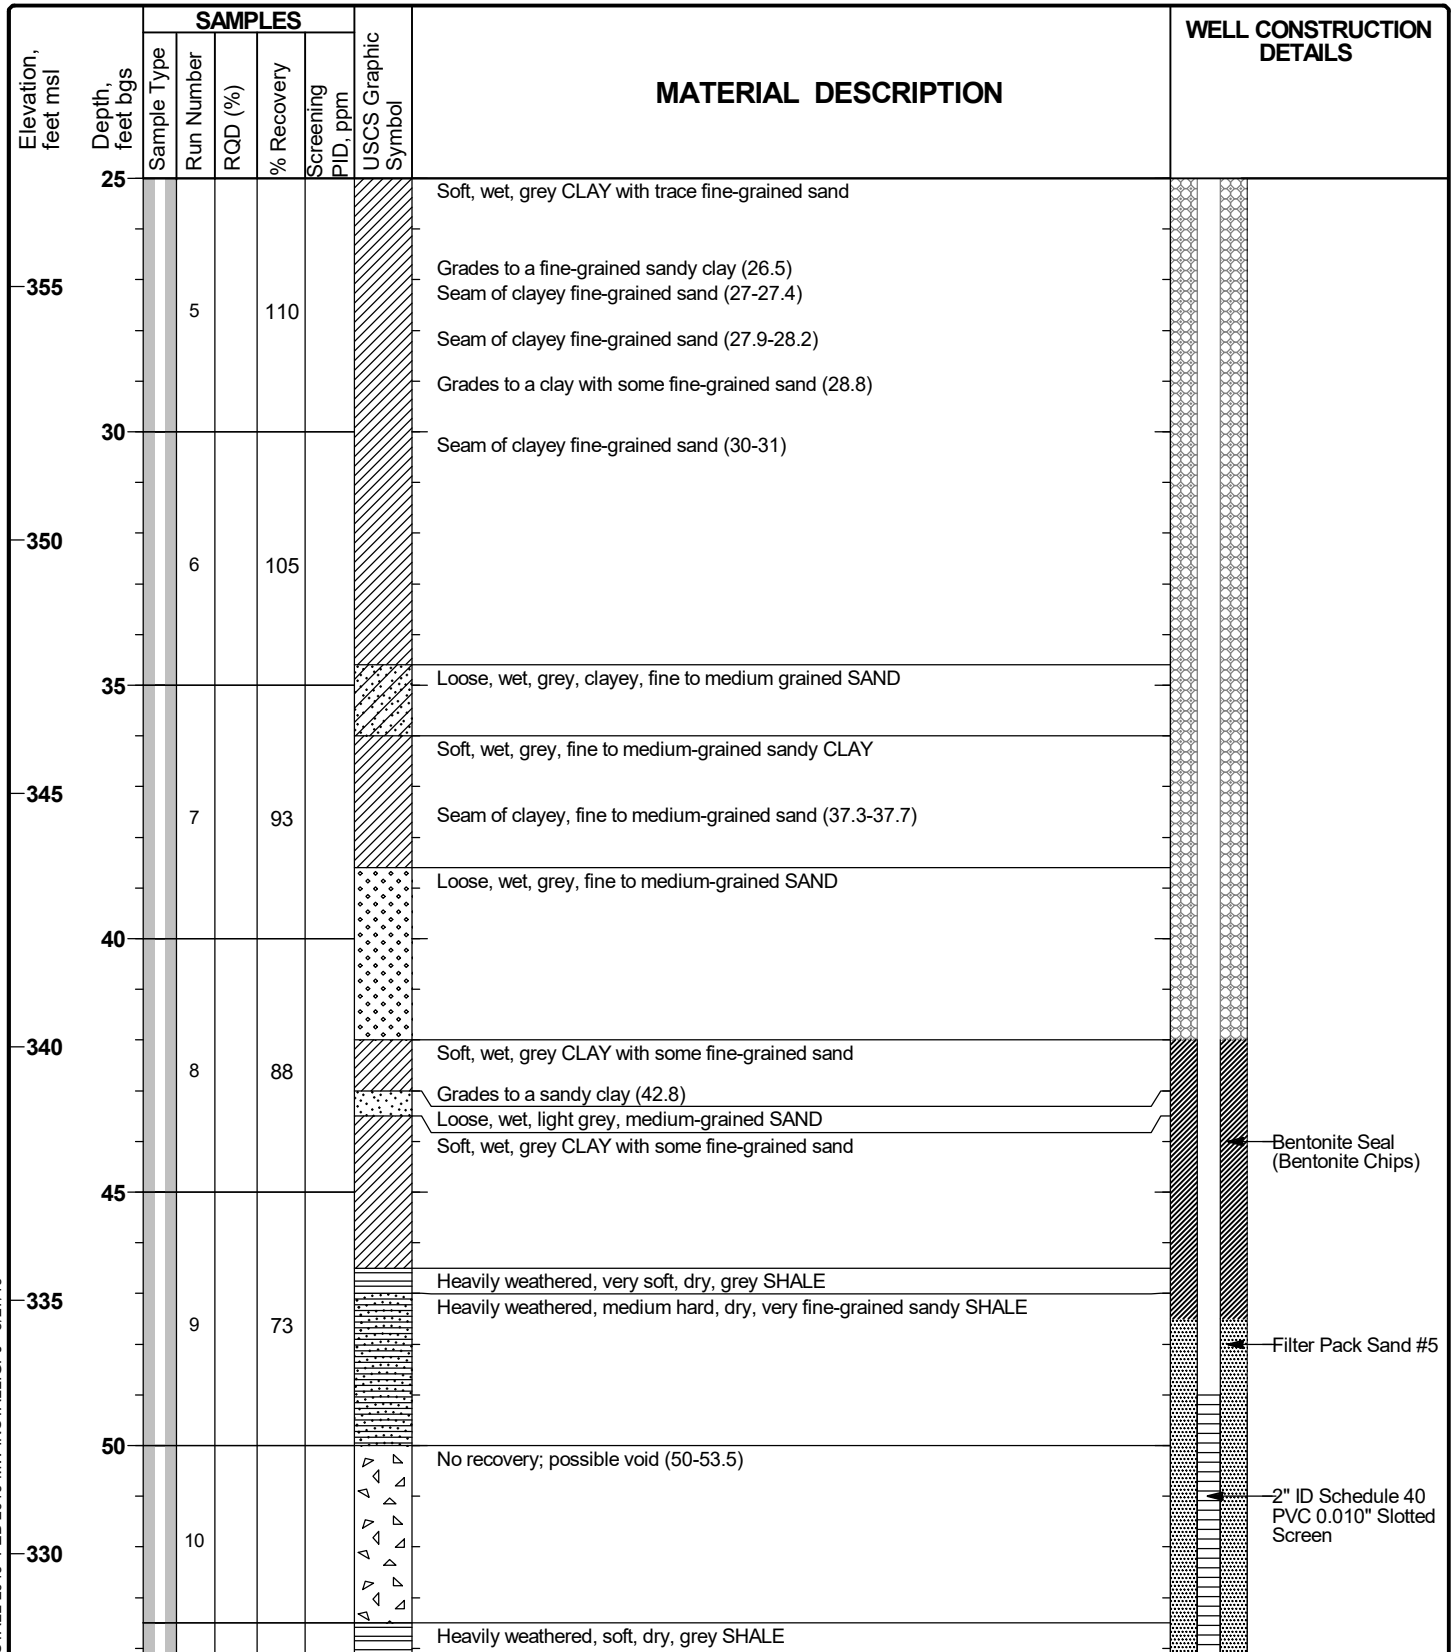 SAMPLES
Elevation,
feet msl
Depth,
feet bgs
Sample Type
Run Number
RQD (%)
% Recovery
Screening
PID, ppm
USCS Graphic
Symbol
MATERIAL DESCRIPTION
WELL CONSTRUCTION
DETAILS
25
Soft, wet, grey CLAY with trace fine-grained sand
Grades to a fine-grained sandy clay (26.5)
355
Seam of clayey fine-grained sand (27-27.4)
5
110
Seam of clayey fine-grained sand (27.9-28.2)
Grades to a clay with some fine-grained sand (28.8)
30
Seam of clayey fine-grained sand (30-31)
350
6
105
35
Loose, wet, grey, clayey, fine to medium grained SAND
Soft, wet, grey, fine to medium-grained sandy CLAY
345
7
93
Seam of clayey, fine to medium-grained sand (37.3-37.7)
Loose, wet, grey, fine to medium-grained SAND
40
340
Soft, wet, grey CLAY with some fine-grained sand
8
88
Grades to a sandy clay (42.8)
Loose, wet, light grey, medium-grained SAND
Soft, wet, grey CLAY with some fine-grained sand
Bentonite Seal
(Bentonite Chips)
45
Heavily weathered, very soft, dry, grey SHALE
335
Heavily weathered, medium hard, dry, very fine-grained sandy SHALE
9
73
Filter Pack Sand #5
50
No recovery; possible void (50-53.5)
2" ID Schedule 40
PVC 0.010" Slotted
Screen
10
330
Heavily weathered, soft, dry, grey SHALE